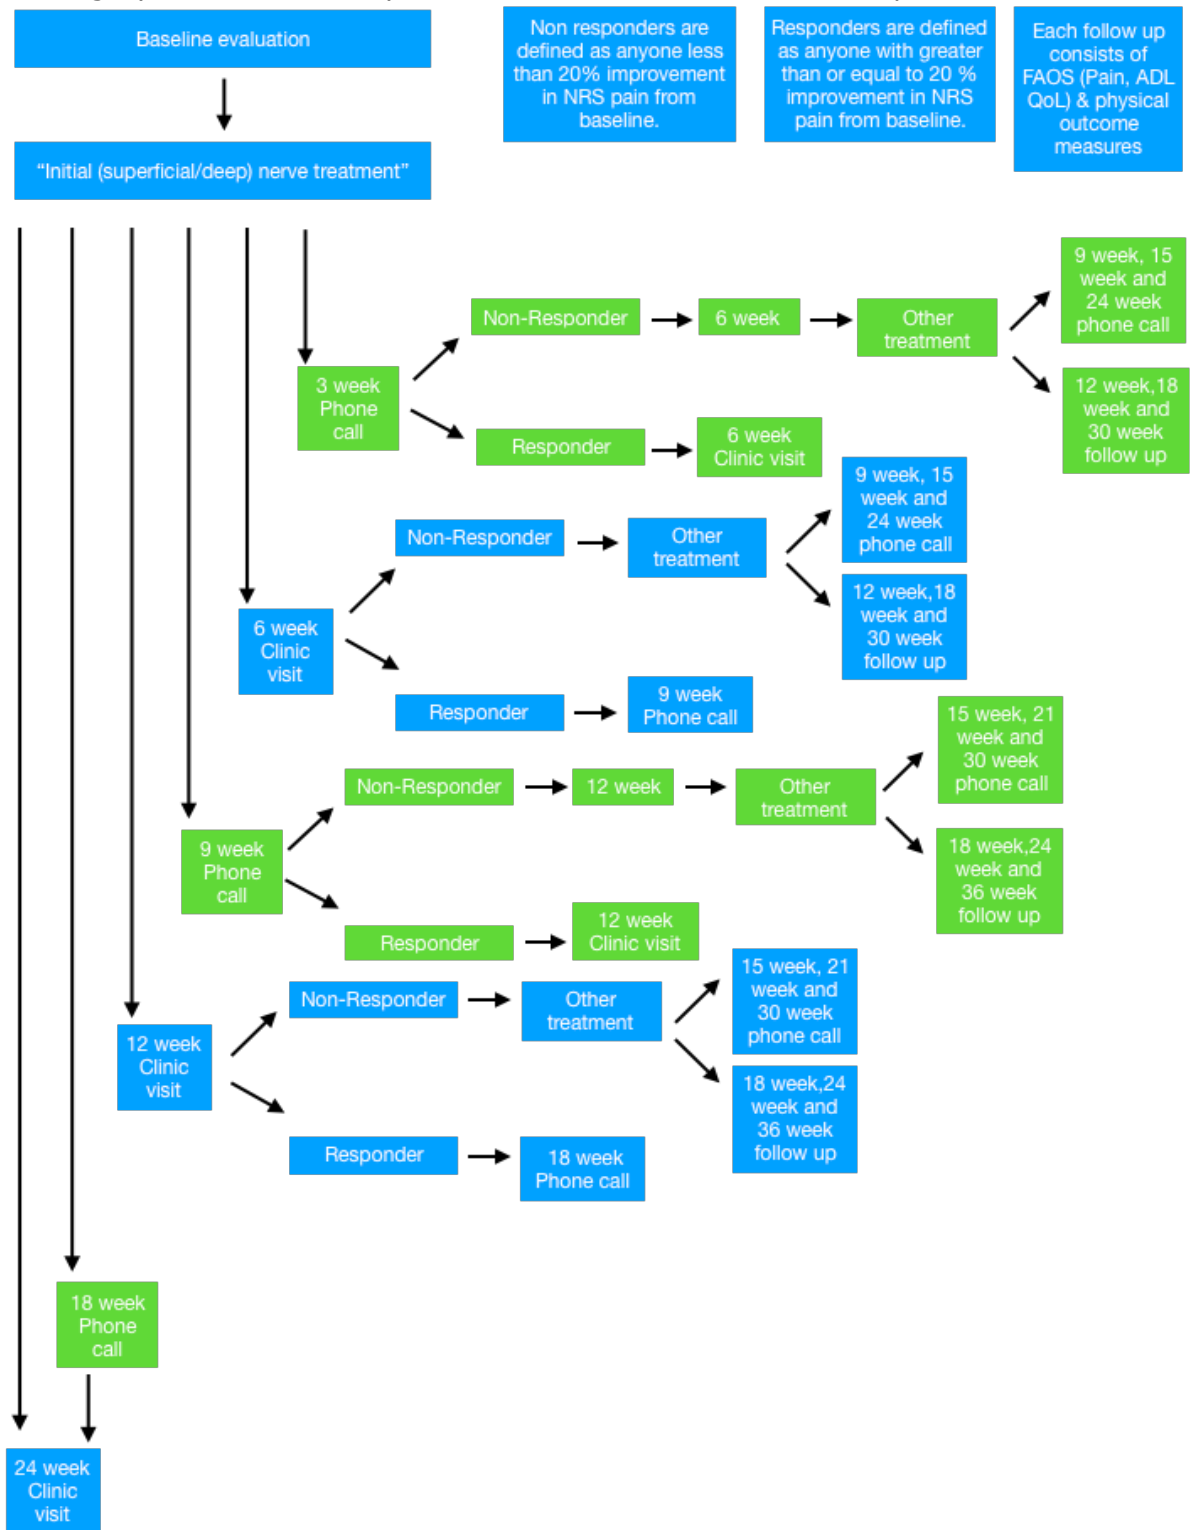 Baseline evaluation
Non responders are
defined as anyone less
than 20% improvement
in NRS pain from
baseline.
Responders are defined
as anyone with greater
than or equal to 20 %
improvement in NRS
pain from baseline.
Each follow up
consists of
FAOS (Pain, ADL
QoL) & physical
outcome
measures
“Initial (superficial/deep) nerve treatment”
3 week
Phone
call
Non-Responder
6 week
Other
treatment
9 week, 15
week and
24 week
phone call
12 week,18
week and
30 week
follow up
Responder
6 week
Clinic visit
6 week
Clinic
visit
Non-Responder
Other
treatment
9 week, 15
week and
24 week
phone call
12 week,18
week and
30 week
follow up
Responder
9 week
Phone call
9 week
Phone
call
Non-Responder
12 week
Other
treatment
15 week, 21
week and
30 week
phone call
18 week,24
week and
36 week
follow up
Responder
12 week
Clinic visit
12 week
Clinic
visit
Non-Responder
Other
treatment
15 week, 21
week and
30 week
phone call
18 week,24
week and
36 week
follow up
Responder
18 week
Phone call
18 week
Phone
call
24 week
Clinic
visit